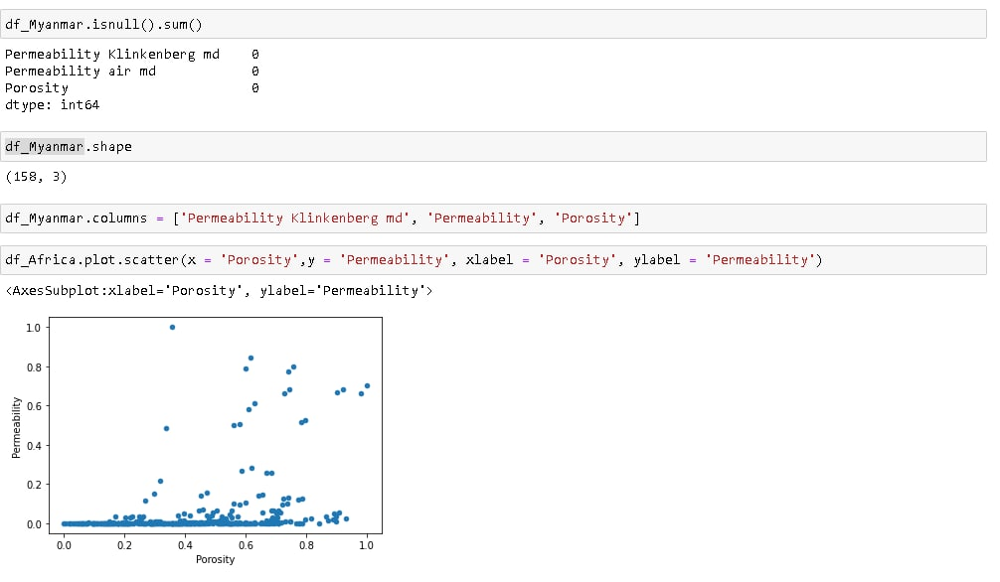 df_Myanmar.isnull().sum()
Permeability Klinkenberg md    0
Permeability air md            0
Porosity                       0
dtype: int64
df_Myanmar.shape
(158, 3)
df_Myanmar.columns = ['Permeability Klinkenberg md', 'Permeability', 'Porosity']
df_Africa.plot.scatter(x = 'Porosity',y = 'Permeability', xlabel = 'Porosity', ylabel = 'Permeability')
<AxesSubplot:xlabel='Porosity', ylabel='Permeability'>
1.0
0.8
0.6
0.4
0.2
0.0
Permeability
0.0 0.2 0.4 0.6 0.8 1.0
Porosity